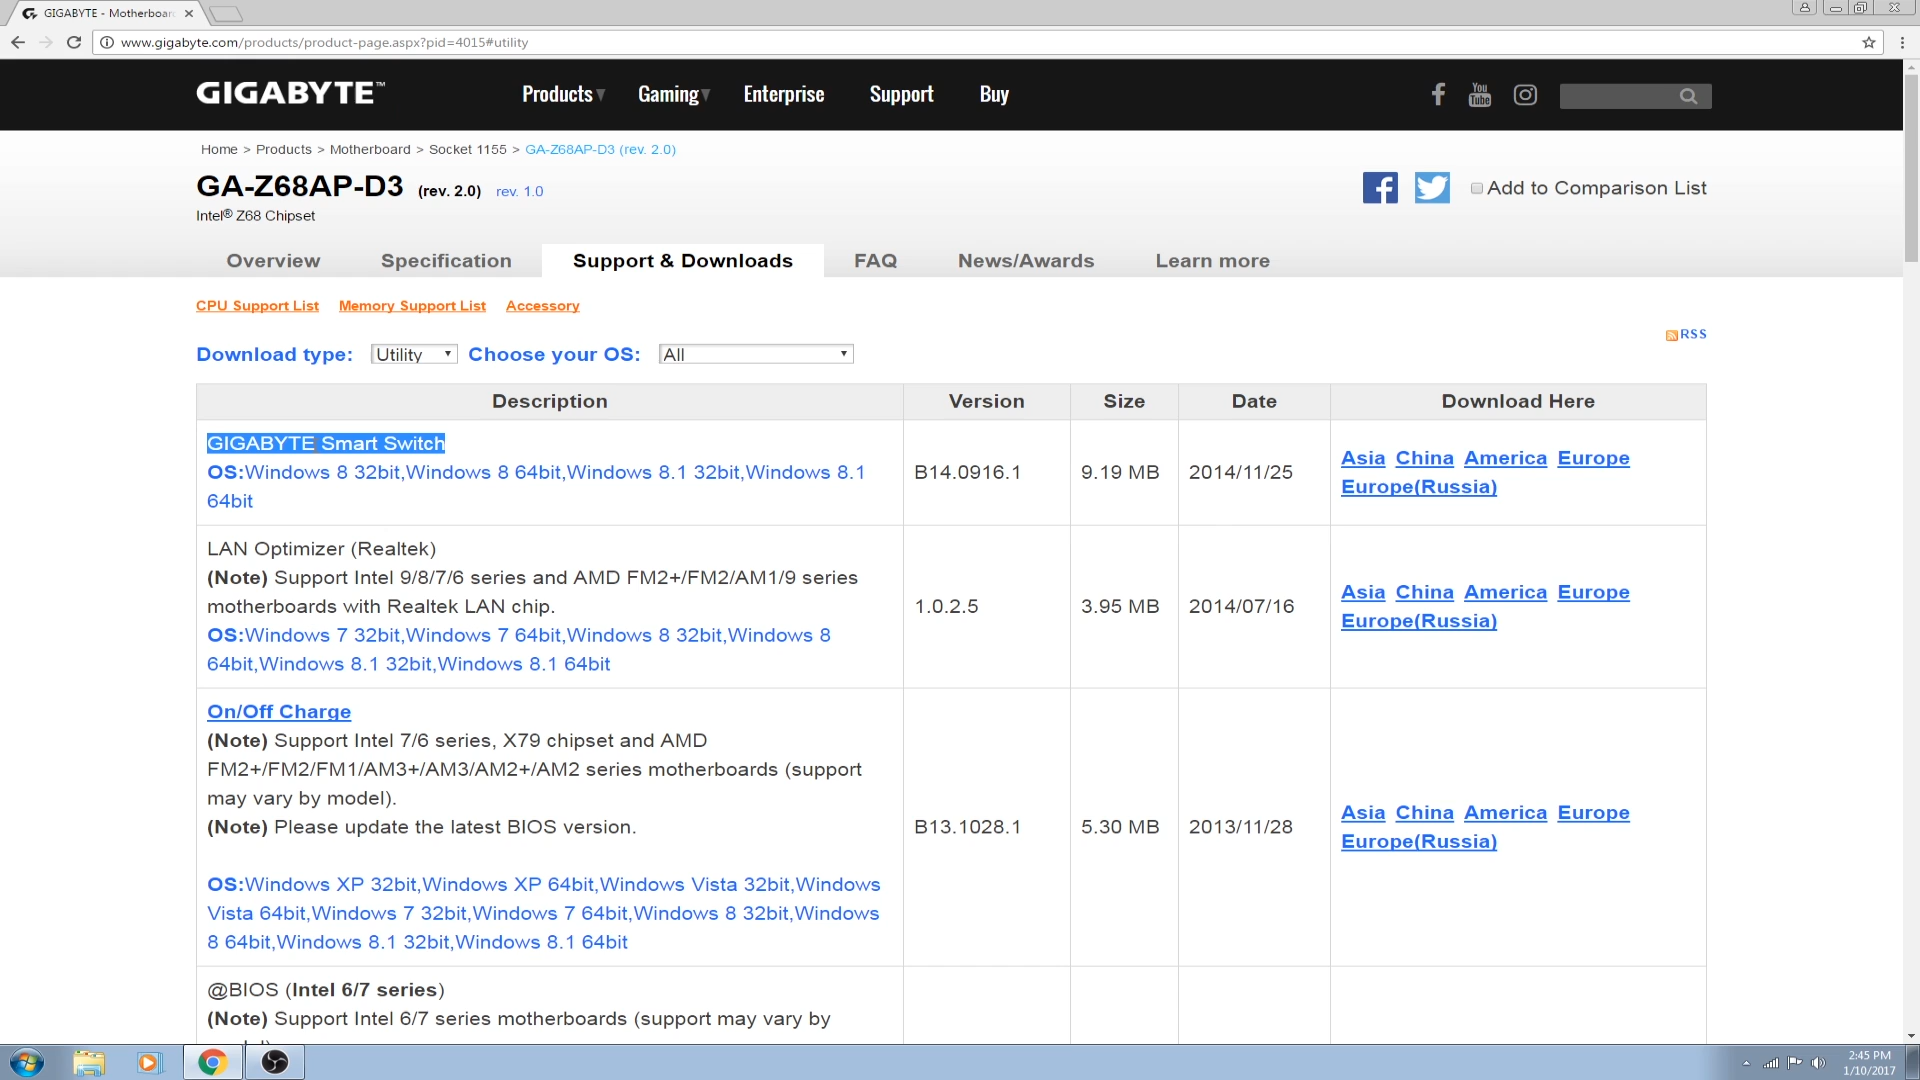 GIGABYTE - Motherboar
www.gigabyte.com/products/product-page.aspx?pid=4015#utility
GIGABYTE™
Products Gaming Enterprise Support Buy
You Tube
Home > Products > Motherboard > Socket 1155 > GA-Z68AP-D3 (rev. 2.0)
GA-Z68AP-D3 (rev. 2.0) rev. 1.0
Add to Comparison List
Intel® Z68 Chipset
Overview Specification Support & Downloads FAQ News/Awards Learn more
CPU Support List Memory Support List Accessory
RSS
Download type: Utility Choose your OS: All
Description Version Size Date Download Here
GIGABYTE Smart Switch
OS:Windows 8 32bit,Windows 8 64bit,Windows 8.1 32bit,Windows 8.1
64bit
B14.0916.1 9.19 MB 2014/11/25
Asia China America Europe
Europe(Russia)
LAN Optimizer (Realtek)
(Note) Support Intel 9/8/7/6 series and AMD FM2+/FM2/AM1/9 series
motherboards with Realtek LAN chip.
OS:Windows 7 32bit,Windows 7 64bit,Windows 8 32bit,Windows 8
64bit,Windows 8.1 32bit,Windows 8.1 64bit
1.0.2.5 3.95 MB 2014/07/16
Asia China America Europe
Europe(Russia)
On/Off Charge
(Note) Support Intel 7/6 series, X79 chipset and AMD
FM2+/FM2/FM1/AM3+/AM3/AM2+/AM2 series motherboards (support
may vary by model).
(Note) Please update the latest BIOS version.
OS:Windows XP 32bit,Windows XP 64bit,Windows Vista 32bit,Windows
Vista 64bit,Windows 7 32bit,Windows 7 64bit,Windows 8 32bit,Windows
8 64bit,Windows 8.1 32bit,Windows 8.1 64bit
B13.1028.1 5.30 MB 2013/11/28
Asia China America Europe
Europe(Russia)
@BIOS (Intel 6/7 series)
(Note) Support Intel 6/7 series motherboards (support may vary by
2:45 PM
1/10/2017